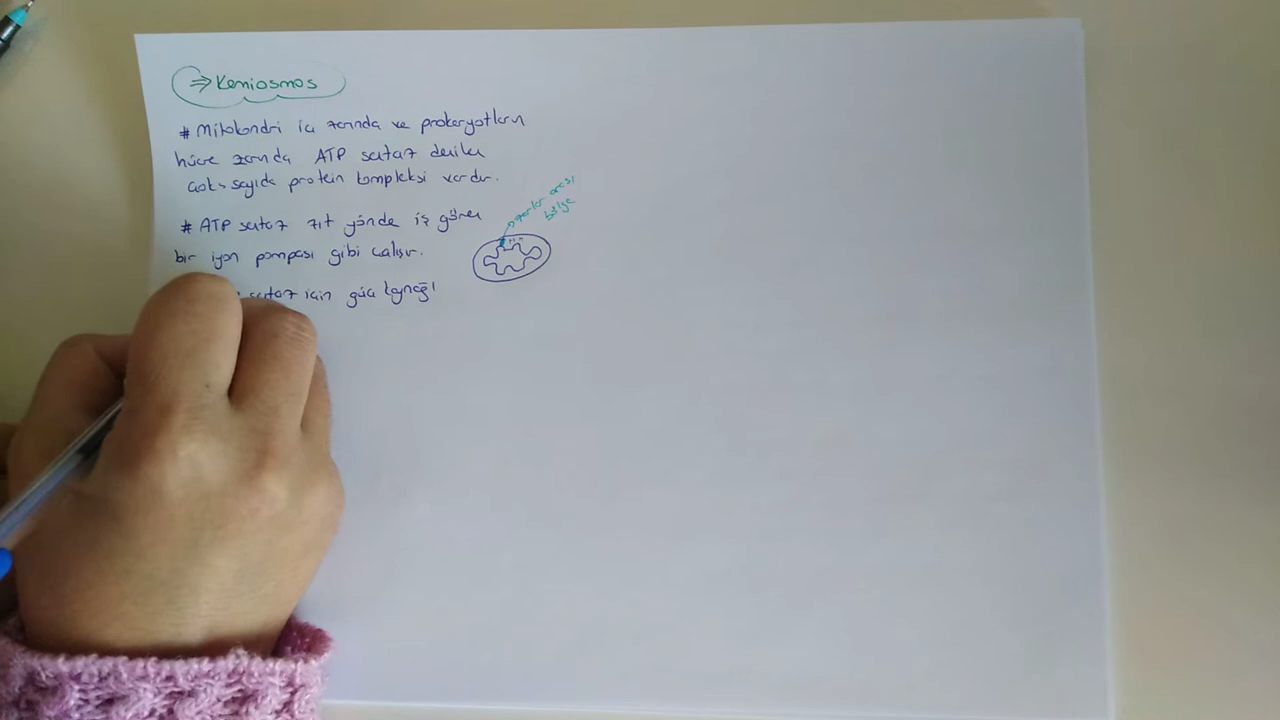 ⇒ Kemiosmos
# Mitokondri iç zarında ve prokaryotların
hücre zarında ATP sentaz denilen
çok sayıda protein kompleksi vardır.
# ATP sentaz zıt yönde iş gören
bir iyon pompası gibi çalışır.
sentaz için güç kaynağı
zarlar arası
bölge